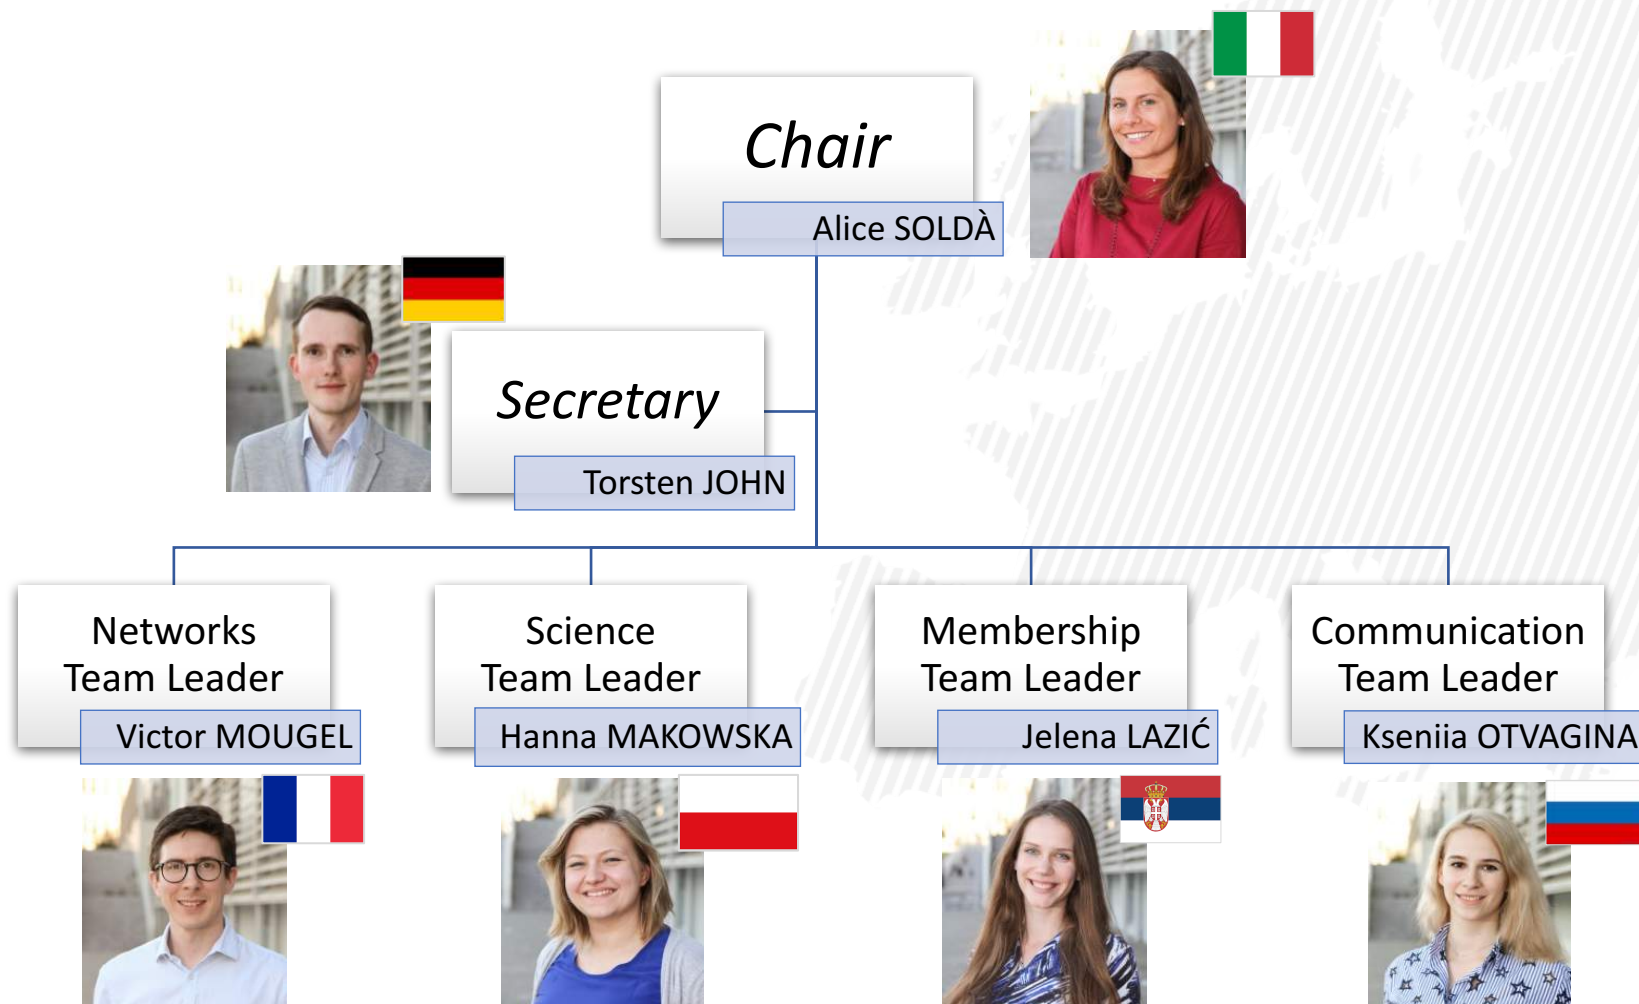 Chair
Alice SOLDÀ
Secretary
Torsten JOHN
Networks
Team Leader
Victor MOUGEL
Science
Team Leader
Hanna MAKOWSKA
Membership
Team Leader
Jelena LAZIĆ
Communication
Team Leader
Kseniia OTVAGINA